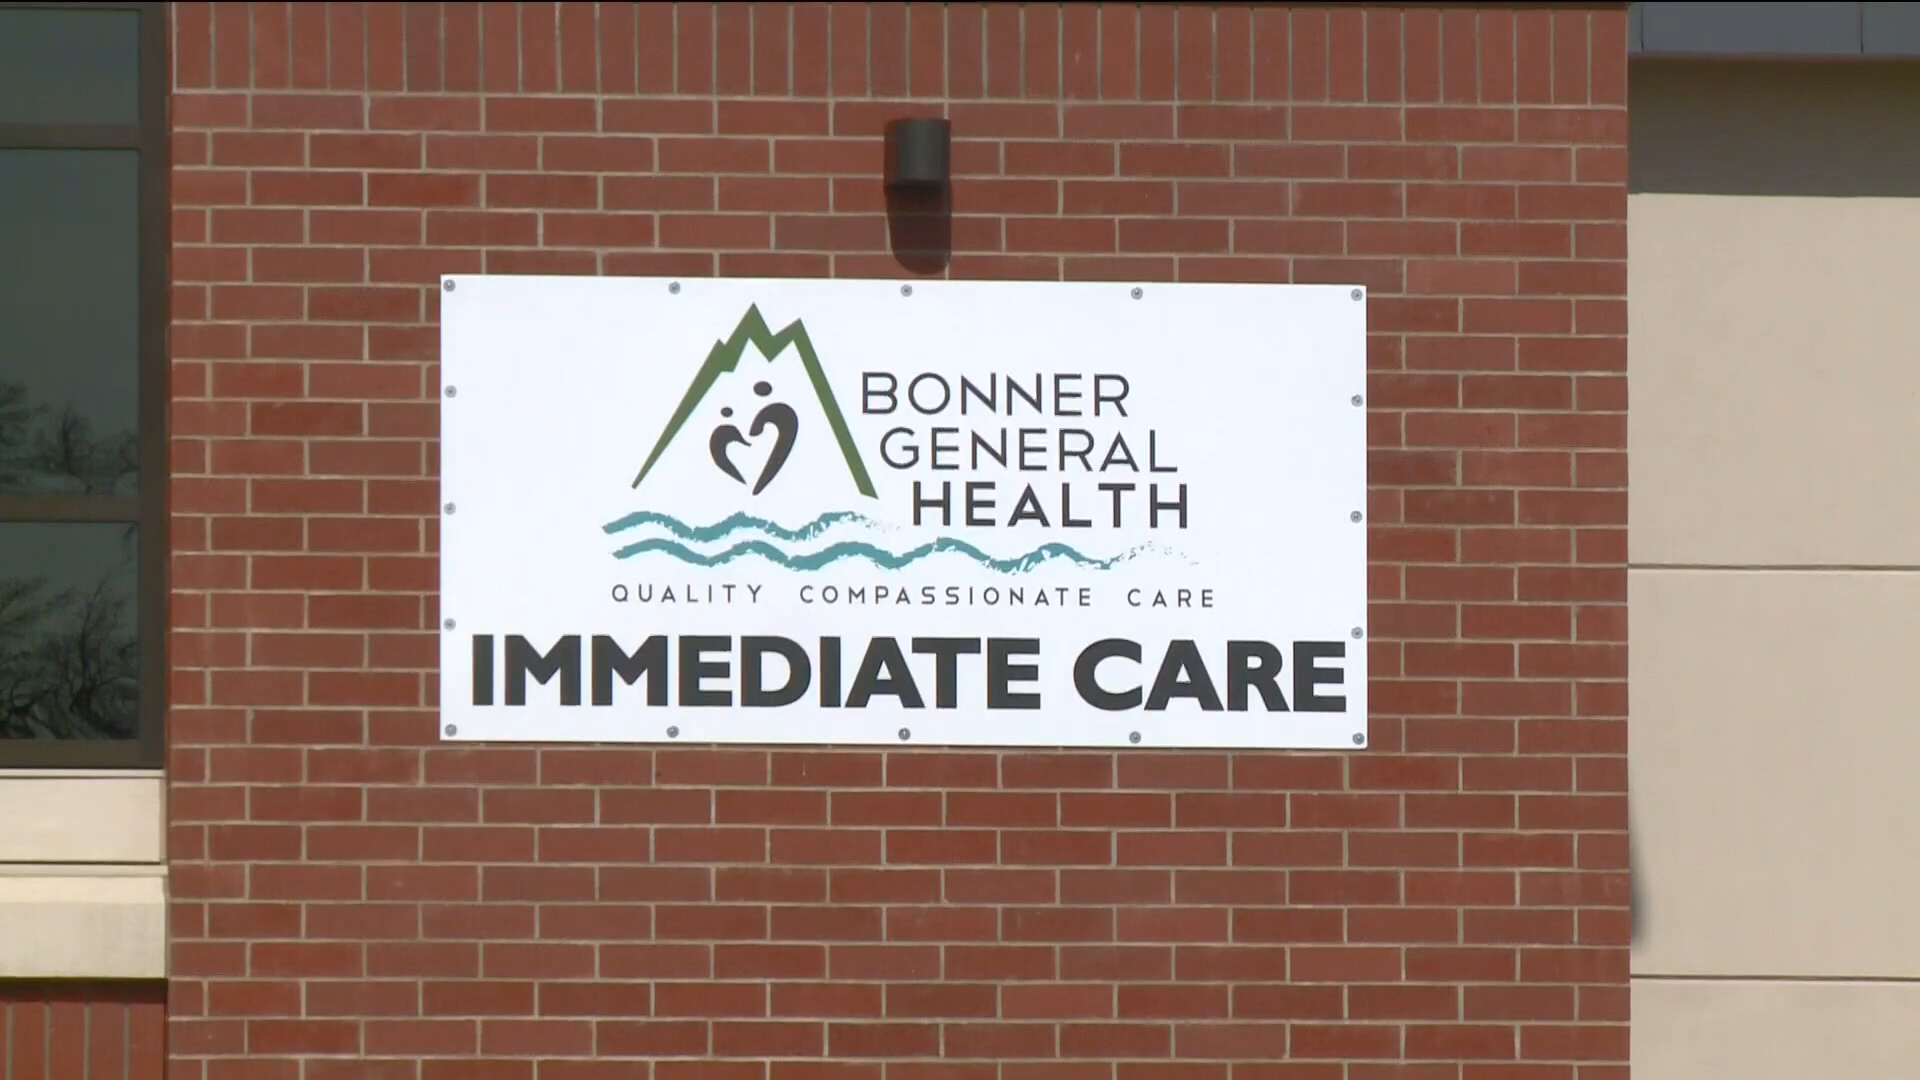 BONNER
GENERAL
HEALTH
QUALITY COMPASSIONATE CARE
IMMEDIATE CARE